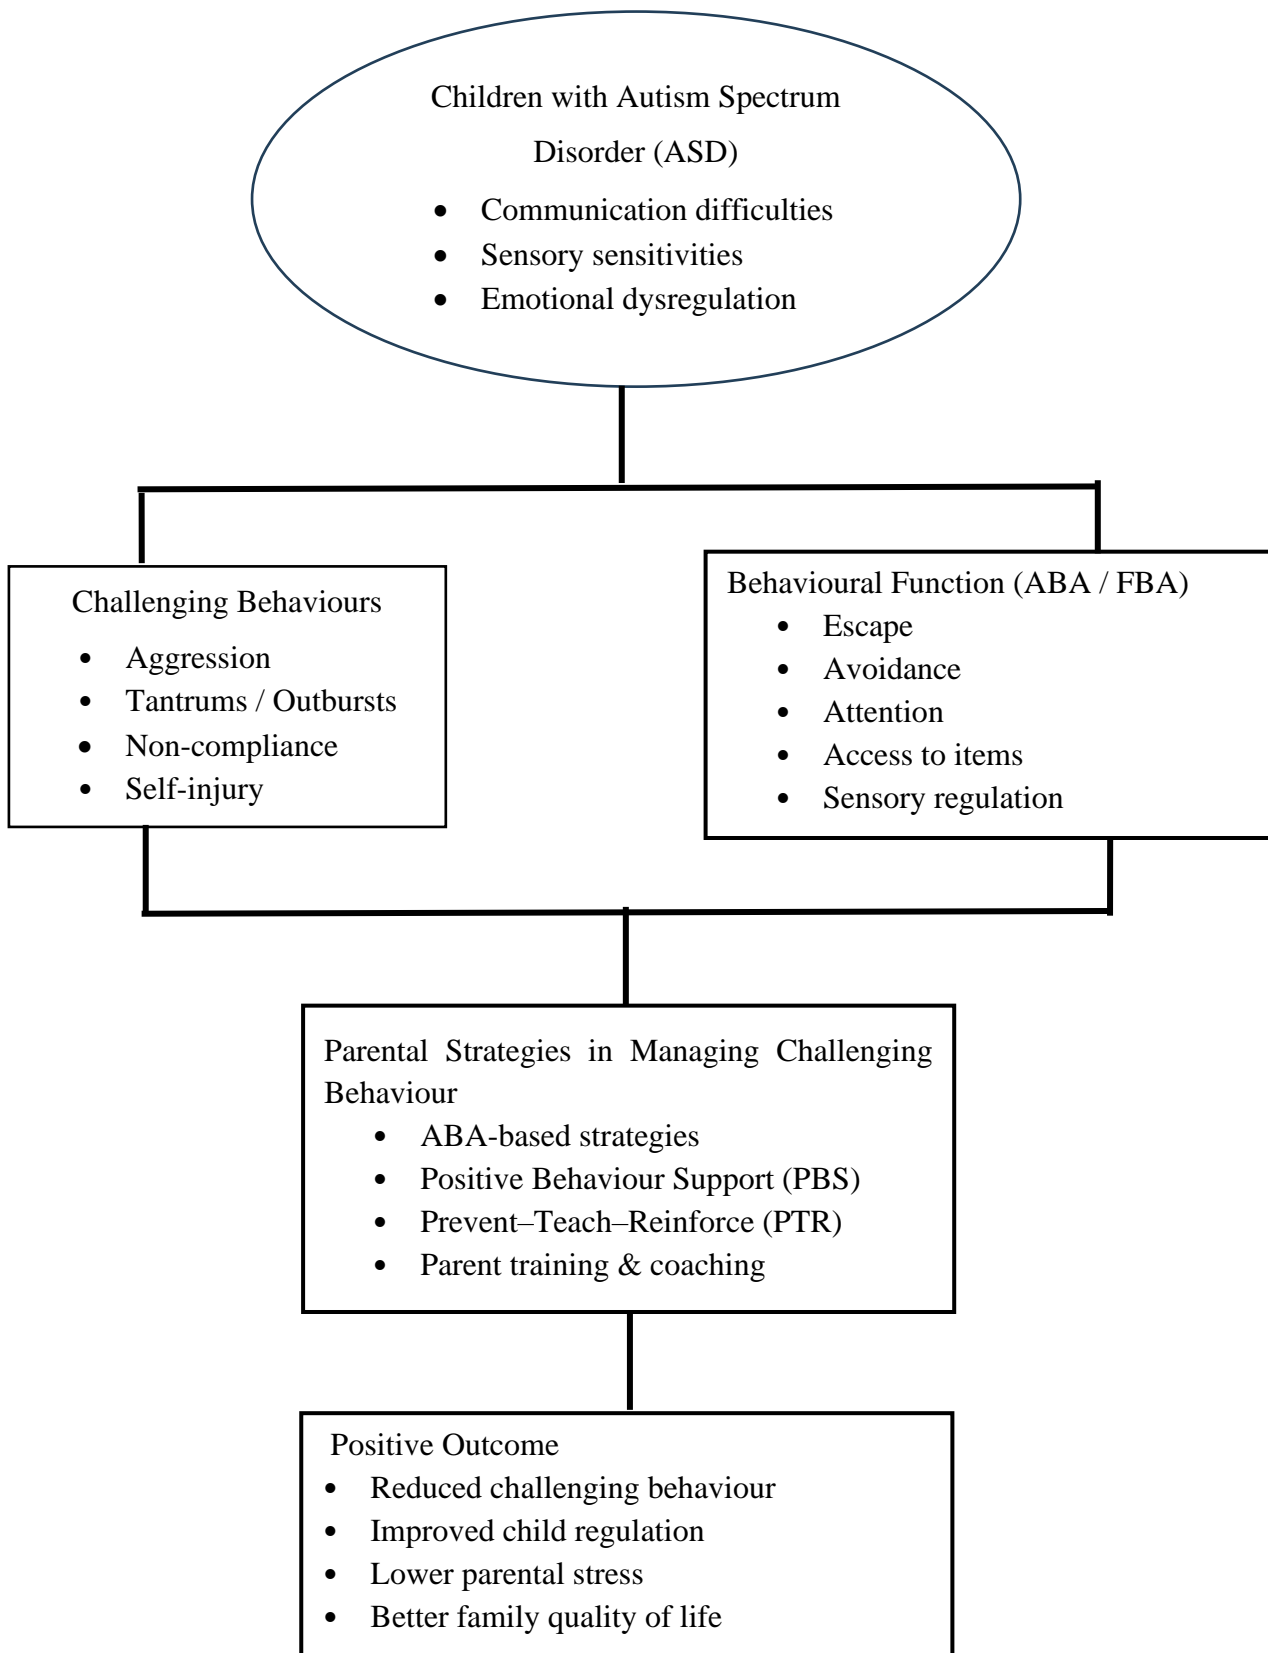 Children with Autism Spectrum
Disorder (ASD)
• Communication difficulties
• Sensory sensitivities
• Emotional dysregulation
Challenging Behaviours
• Aggression
• Tantrums / Outbursts
• Non-compliance
• Self-injury
Behavioural Function (ABA / FBA)
• Escape
• Avoidance
• Attention
• Access to items
• Sensory regulation
Parental Strategies in Managing Challenging
Behaviour
• ABA-based strategies
• Positive Behaviour Support (PBS)
• Prevent–Teach–Reinforce (PTR)
• Parent training & coaching
Positive Outcome
• Reduced challenging behaviour
• Improved child regulation
• Lower parental stress
• Better family quality of life